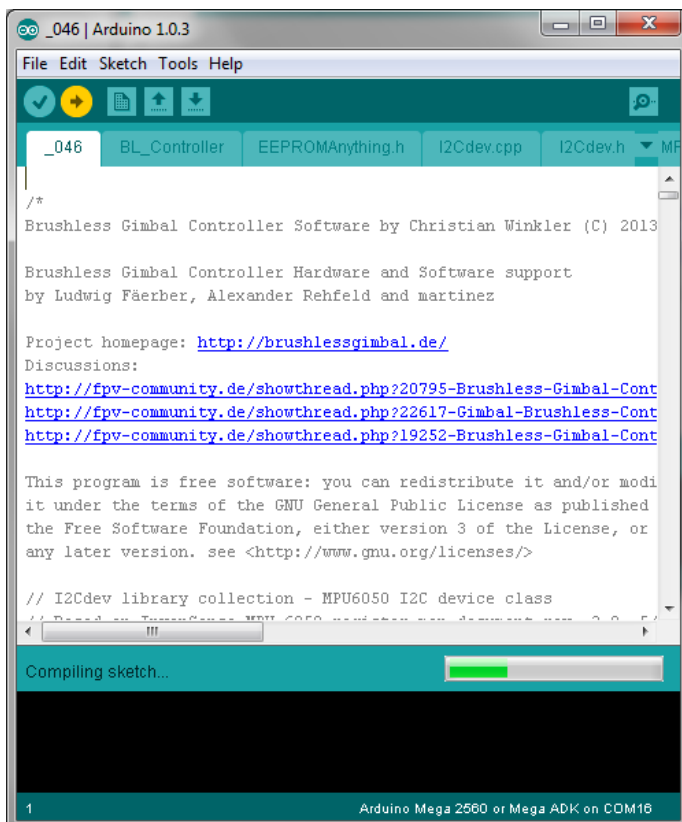 _046 | Arduino 1.0.3
File Edit Sketch Tools Help
_046 BL_Controller EEPROMAnything.h I2Cdev.cpp I2Cdev.h MP
/*
Brushless Gimbal Controller Software by Christian Winkler (C) 2013
Brushless Gimbal Controller Hardware and Software support
by Ludwig Fäerber, Alexander Rehfeld and martinez
Project homepage: http://brushlessgimbal.de/
Discussions:
http://fpv-community.de/showthread.php?20795-Brushless-Gimbal-Cont
http://fpv-community.de/showthread.php?22617-Gimbal-Brushless-Cont
http://fpv-community.de/showthread.php?19252-Brushless-Gimbal-Cont
This program is free software: you can redistribute it and/or modi
it under the terms of the GNU General Public License as published
the Free Software Foundation, either version 3 of the License, or
any later version. see <http://www.gnu.org/licenses/>
// I2Cdev library collection - MPU6050 I2C device class
Compiling sketch...
1 Arduino Mega 2560 or Mega ADK on COM16